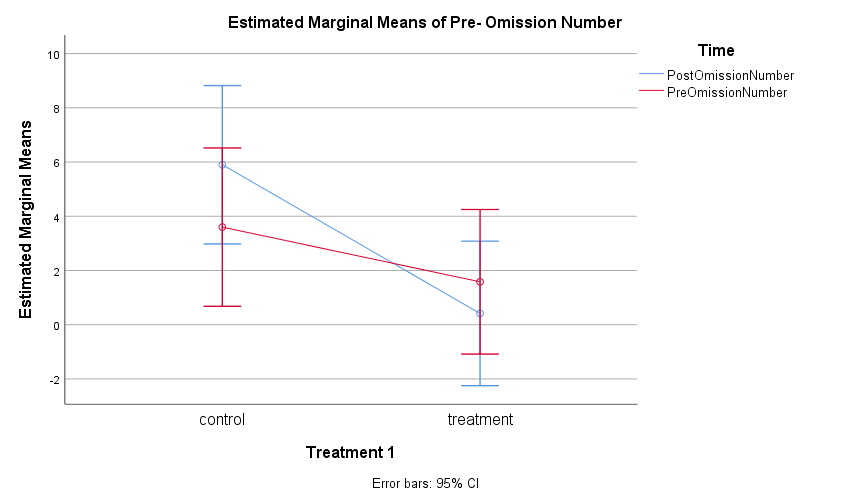 Estimated Marginal Means of Pre- Omission Number
Time
PostOmissionNumber
PreOmissionNumber
Estimated Marginal Means
10
8
6
4
2
0
-2
control
treatment
Treatment 1
Error bars: 95% CI